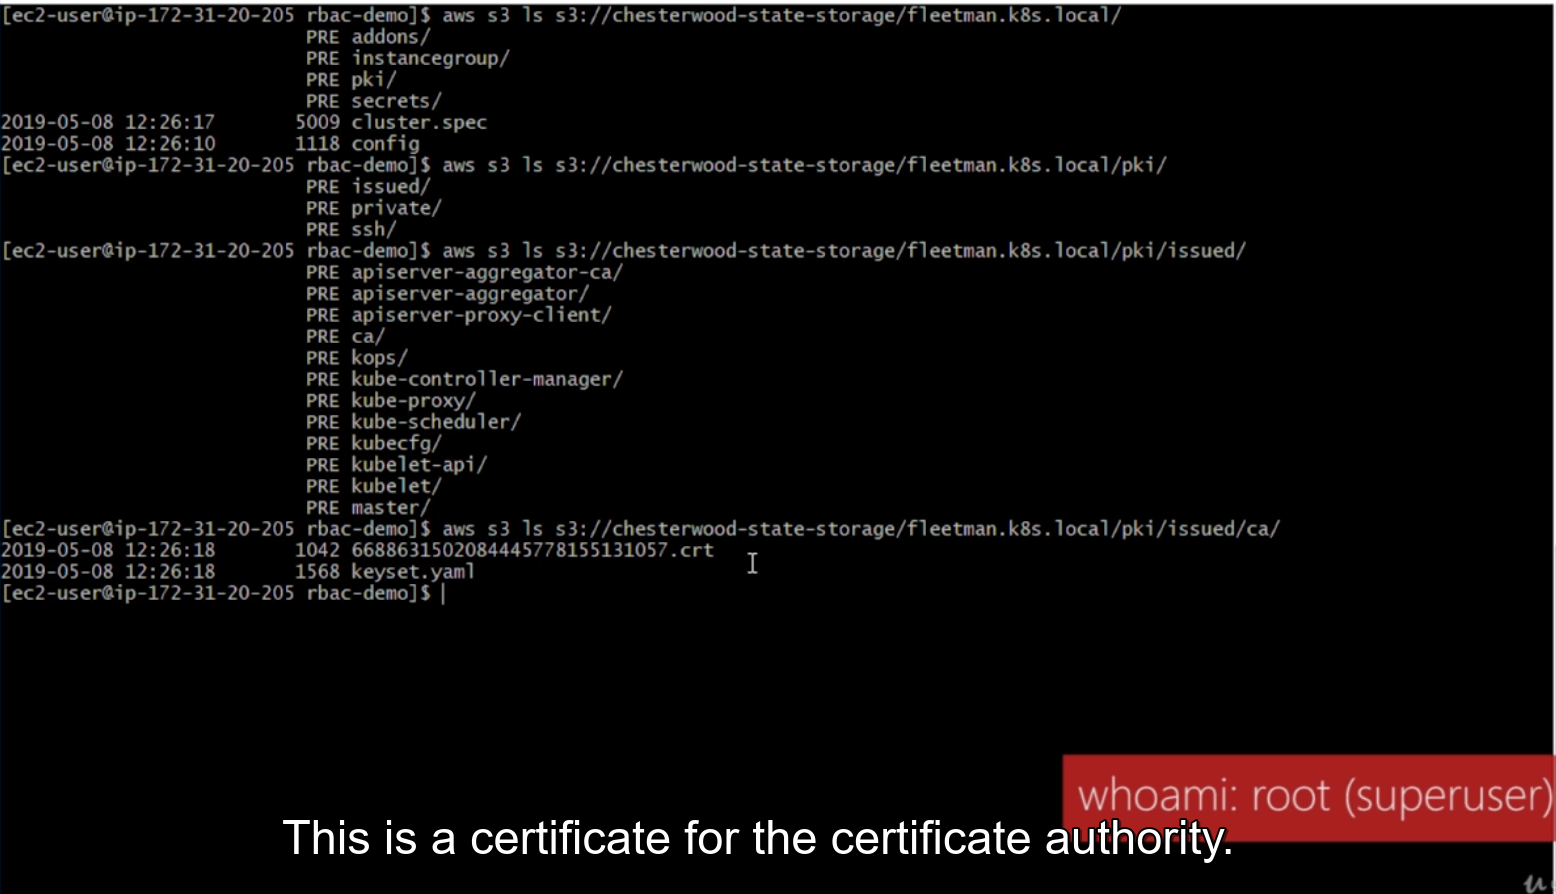 [ec2-user@ip-172-31-20-205 rbac-demo]$ aws s3 ls s3://chesterwood-state-storage/fleetman.k8s.local/
PRE addons/
PRE instancegroup/
PRE pki/
PRE secrets/
2019-05-08 12:26:17 5009 cluster.spec
2019-05-08 12:26:10 1118 config
[ec2-user@ip-172-31-20-205 rbac-demo]$ aws s3 ls s3://chesterwood-state-storage/fleetman.k8s.local/pki/
PRE issued/
PRE private/
PRE ssh/
[ec2-user@ip-172-31-20-205 rbac-demo]$ aws s3 ls s3://chesterwood-state-storage/fleetman.k8s.local/pki/issued/
PRE apiserver-aggregator-ca/
PRE apiserver-aggregator/
PRE apiserver-proxy-client/
PRE ca/
PRE kops/
PRE kube-controller-manager/
PRE kube-proxy/
PRE kube-scheduler/
PRE kubecfg/
PRE kubelet-api/
PRE kubelet/
PRE master/
[ec2-user@ip-172-31-20-205 rbac-demo]$ aws s3 ls s3://chesterwood-state-storage/fleetman.k8s.local/pki/issued/ca/
2019-05-08 12:26:18 1042 6688631502084445778155131057.crt
2019-05-08 12:26:18 1568 keyset.yaml
[ec2-user@ip-172-31-20-205 rbac-demo]$
whoami: root (superuser)
This is a certificate for the certificate authority.